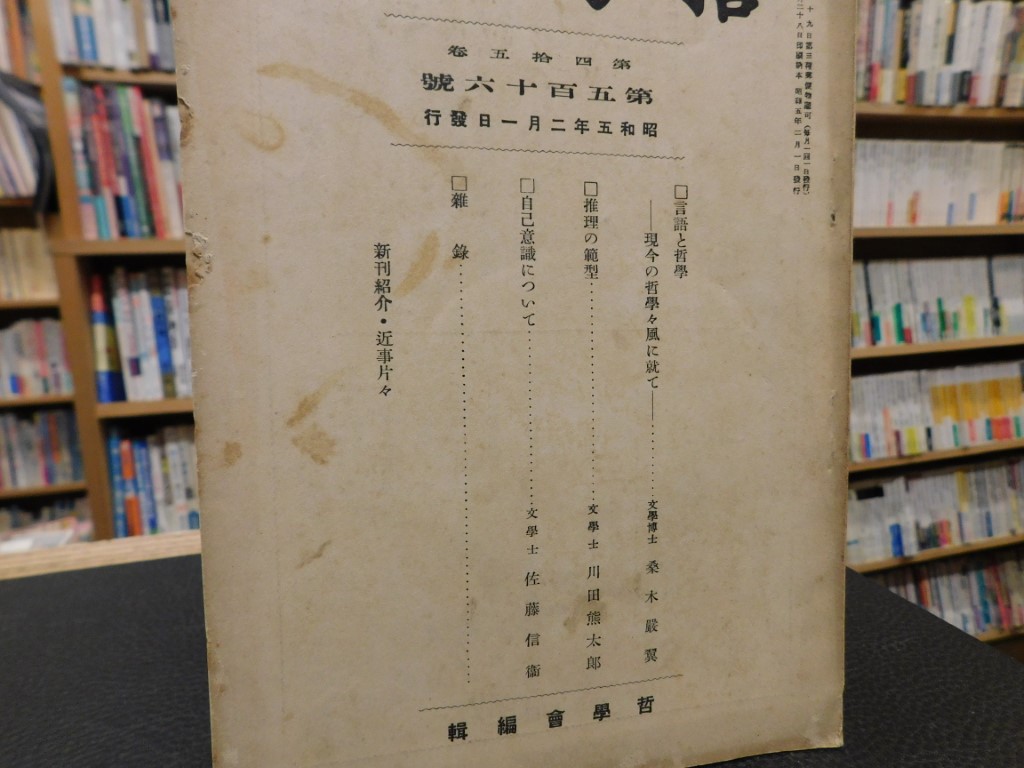 第四拾五卷
第五百十六號
昭和五年二月一日發行
□言語と哲學
――現今の哲學々風に就て――………文學博士 桑木嚴翼
□推理の範型………文學士 川田熊太郎
□自己意識について………文學士 佐藤信衞
□雜錄………
新刊紹介・近事片々
哲學會編輯